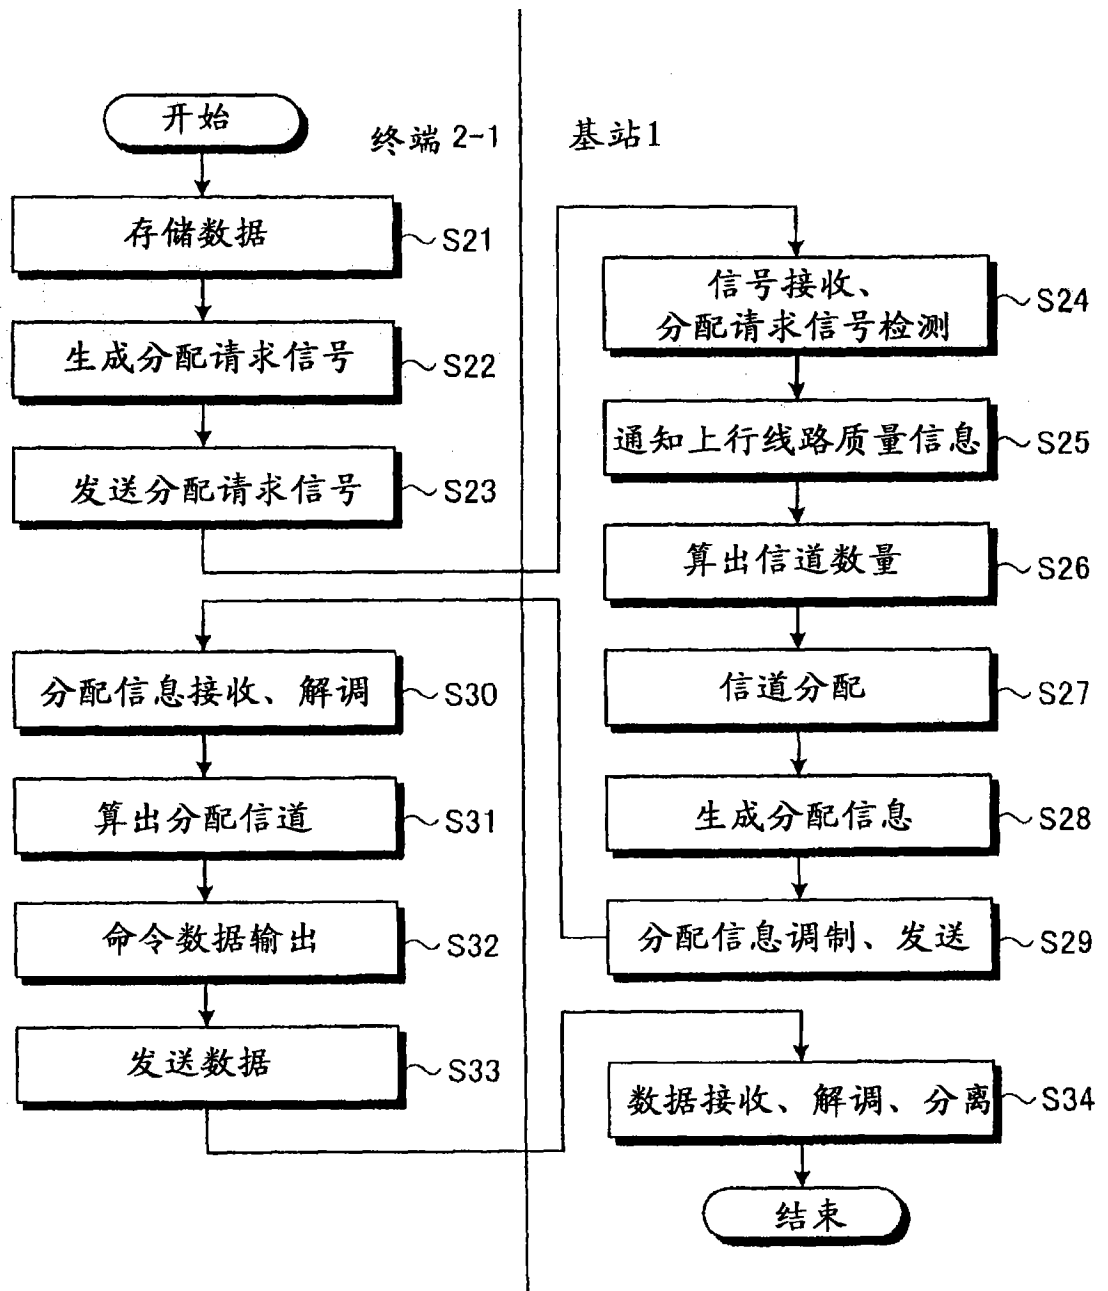 开始
终端 2-1
基站1
存储数据
S21
生成分配请求信号
S22
发送分配请求信号
S23
信号接收、
分配请求信号检测
S24
通知上行线路质量信息
S25
算出信道数量
S26
信道分配
S27
生成分配信息
S28
分配信息调制、发送
S29
分配信息接收、解调
S30
算出分配信道
S31
命令数据输出
S32
发送数据
S33
数据接收、解调、分离
S34
结束